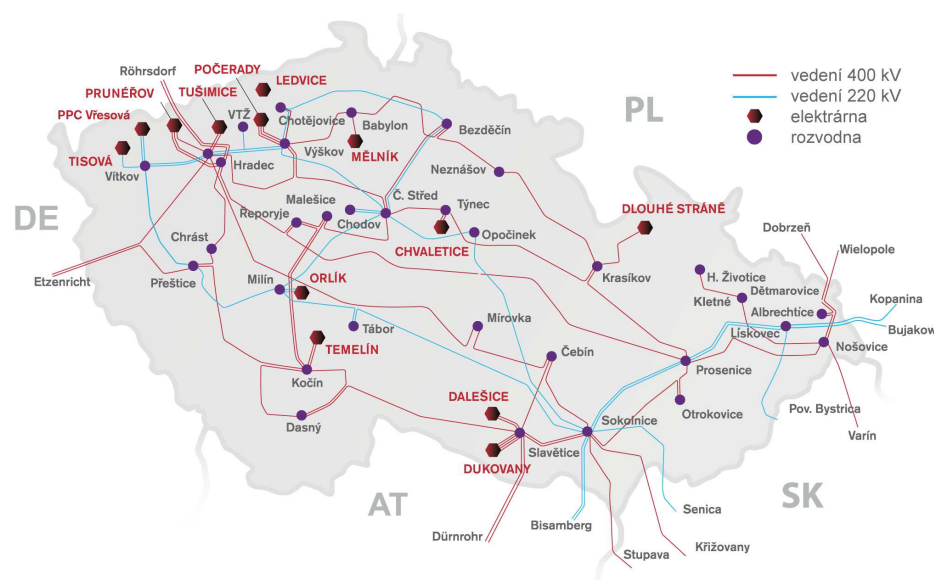 vedení 400 kV
vedení 220 kV
elektrárna
rozvodna
DE
PL
AT
SK
Röhrsdorf
POČERADY
LEDVICE
PRUNÉŘOV
TUŠIMICE
PPC Vřesová
VTŽ
Chotějovice
Babylon
Bezděčín
TISOVÁ
Výškov
MĚLNÍK
Vítkov
Hradec
Neznášov
Malešice
Č. Střed
Týnec
Reporyje
Chodov
Opočinek
DLOUHÉ STRÁNĚ
CHVALETICE
Dobrzeń
Chrást
Wielopole
Etzenricht
Přeštice
Milín
ORLÍK
Krasíkov
H. Životice
Dětmarovice
Kletné
Albrechtíce
Kopanina
Tábor
Mírovka
Lískovec
Bujakow
TEMELÍN
Čebín
Nošovice
Kočín
Prosenice
DALEŠICE
Otrokovice
Pov. Bystrica
Dasný
Sokolnice
Varín
Slavětice
DUKOVANY
Senica
Bisamberg
Dürnrohr
Křižovany
Stupava